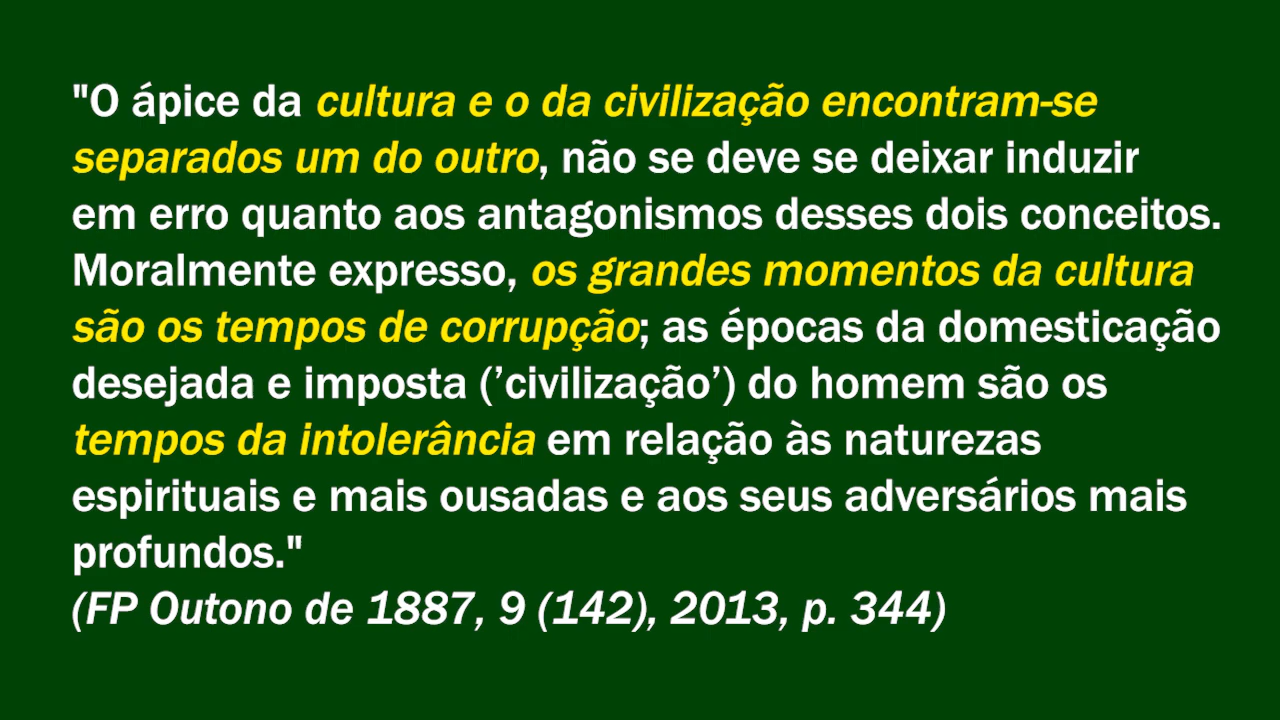 "O ápice da cultura e o da civilização encontram-se
separados um do outro, não se deve se deixar induzir
em erro quanto aos antagonismos desses dois conceitos.
Moralmente expresso, os grandes momentos da cultura
são os tempos de corrupção; as épocas da domesticação
desejada e imposta (’civilização’) do homem são os
tempos da intolerância em relação às naturezas
espirituais e mais ousadas e aos seus adversários mais
profundos."
(FP Outono de 1887, 9 (142), 2013, p. 344)